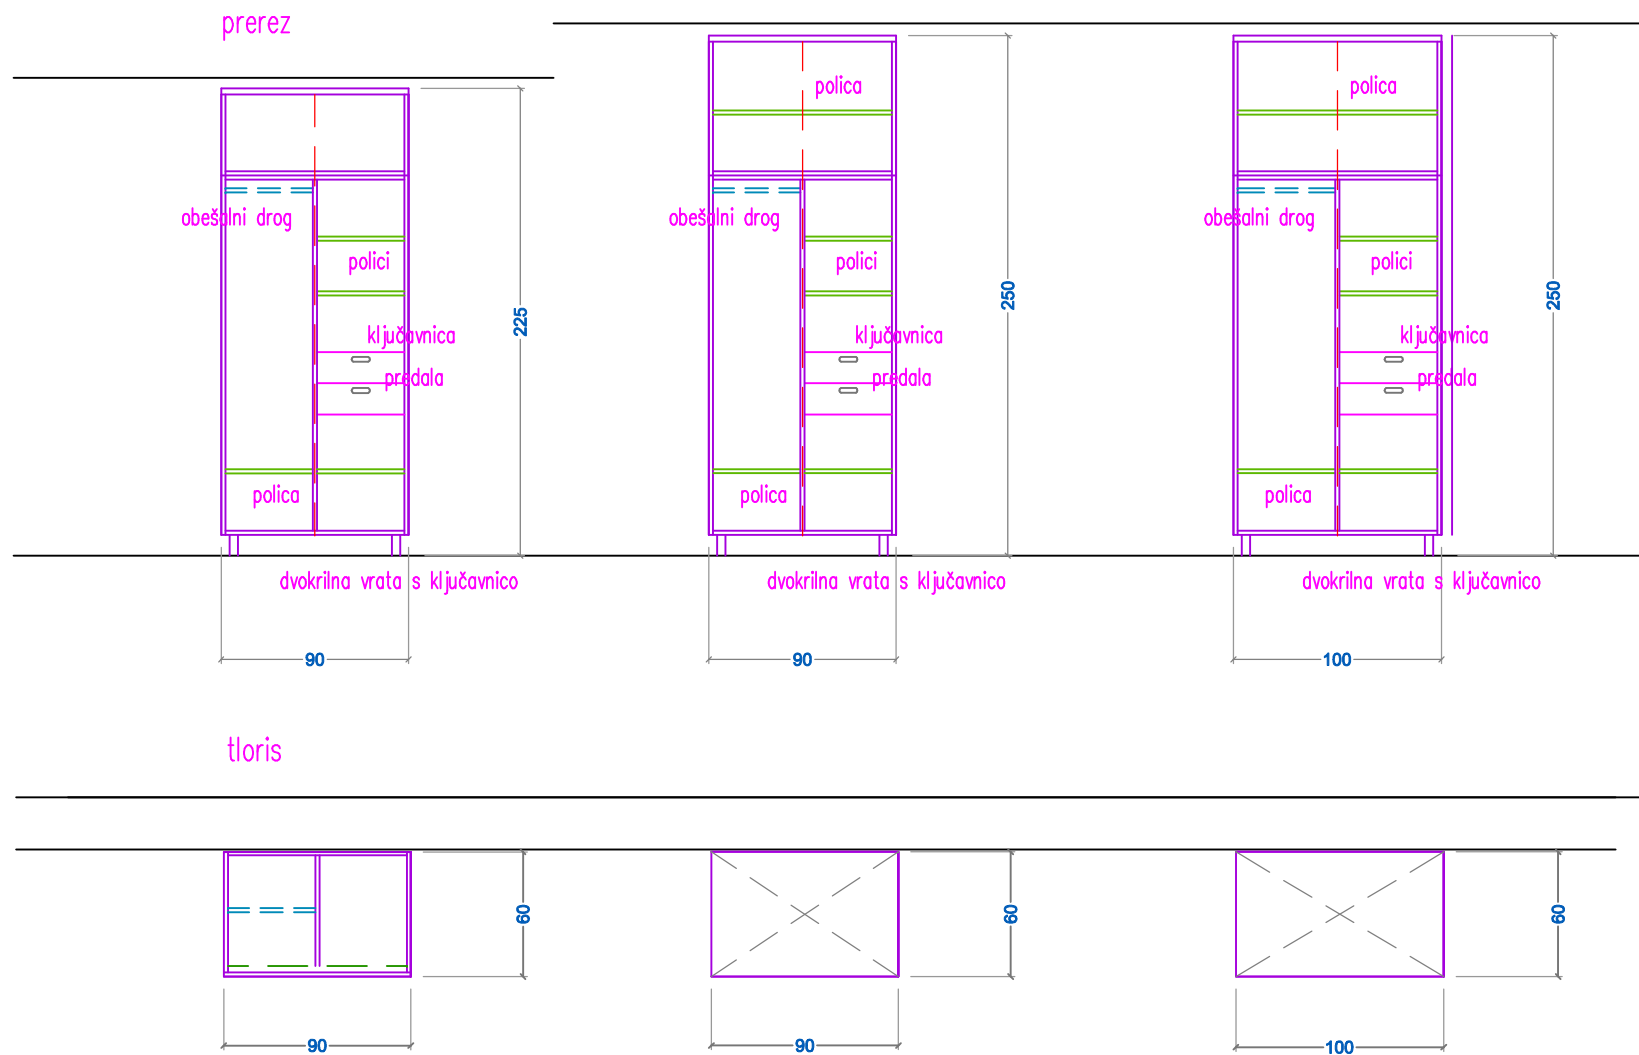 prerez
polica
polica
obešalni drog
obešalni drog
obešalni drog
polici
polici
polici
225
250
250
ključavnica
ključavnica
ključavnica
predala
predala
predala
polica
polica
polica
dvokrilna vrata s ključavnico
dvokrilna vrata s ključavnico
dvokrilna vrata s ključavnico
90
90
100
tloris
60
60
60
90
90
100